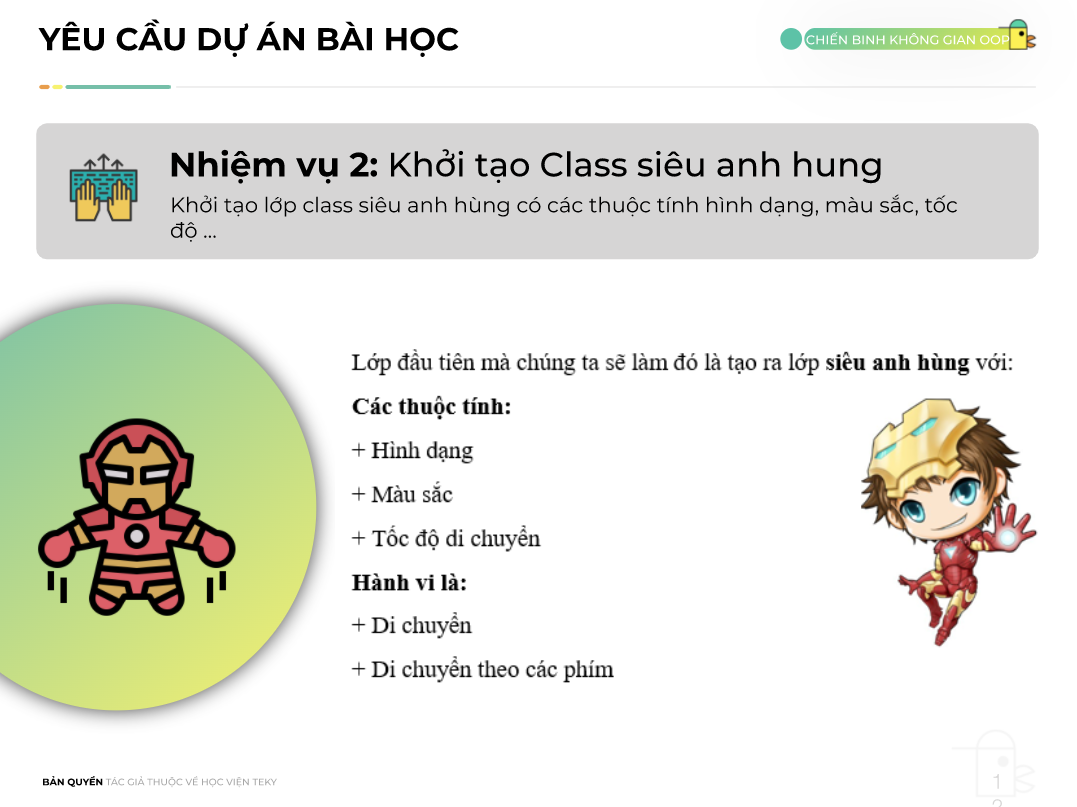 YÊU CẦU DỰ ÁN BÀI HỌC
CHIẾN BINH KHÔNG GIAN OOP
Nhiệm vụ 2: Khởi tạo Class siêu anh hung
Khởi tạo lớp class siêu anh hùng có các thuộc tính hình dạng, màu sắc, tốc
độ ...
Lớp đầu tiên mà chúng ta sẽ làm đó là tạo ra lớp siêu anh hùng với:
Các thuộc tính:
+ Hình dạng
+ Màu sắc
+ Tốc độ di chuyển
Hành vi là:
+ Di chuyển
+ Di chuyển theo các phím
BẢN QUYỀN TÁC GIẢ THUỘC VỀ HỌC VIỆN TEKY
1
2